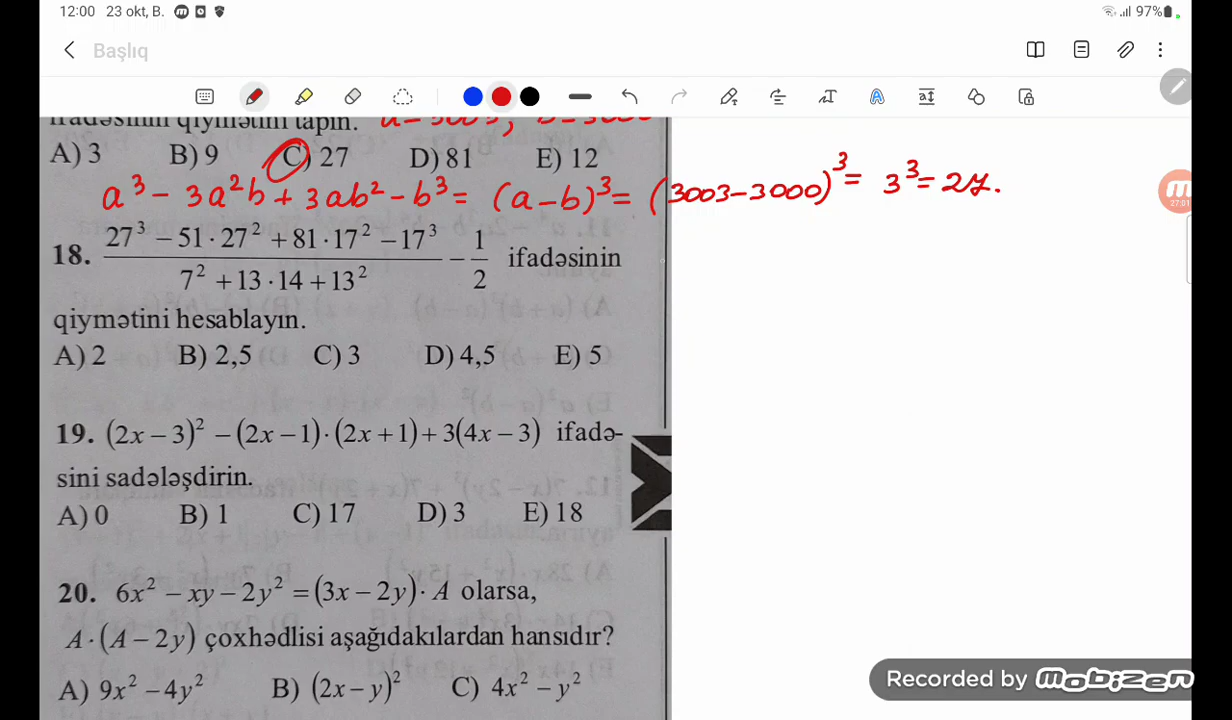 12:00 23 okt, B. 97%
Başlıq
ifadəsinin qiymətini tapın. a=3003, b=3000
A) 3 B) 9 C) 27 D) 81 E) 12
a³ − 3a²b + 3ab² − b³ = (a−b)³ = (3003−3000)³ = 3³ = 27.
18. (27³ − 51·27² + 81·17² − 17³)/(7² + 13·14 + 13²) − 1/2 ifadəsinin
qiymətini hesablayın.
A) 2 B) 2,5 C) 3 D) 4,5 E) 5
19. (2x − 3)² − (2x − 1)·(2x + 1) + 3(4x − 3) ifadə-
sini sadələşdirin.
A) 0 B) 1 C) 17 D) 3 E) 18
20. 6x² − xy − 2y² = (3x − 2y)·A olarsa,
A·(A − 2y) çoxhədlisi aşağıdakılardan hansıdır?
A) 9x² − 4y² B) (2x − y)² C) 4x² − y²
27:01
Recorded by mobizen